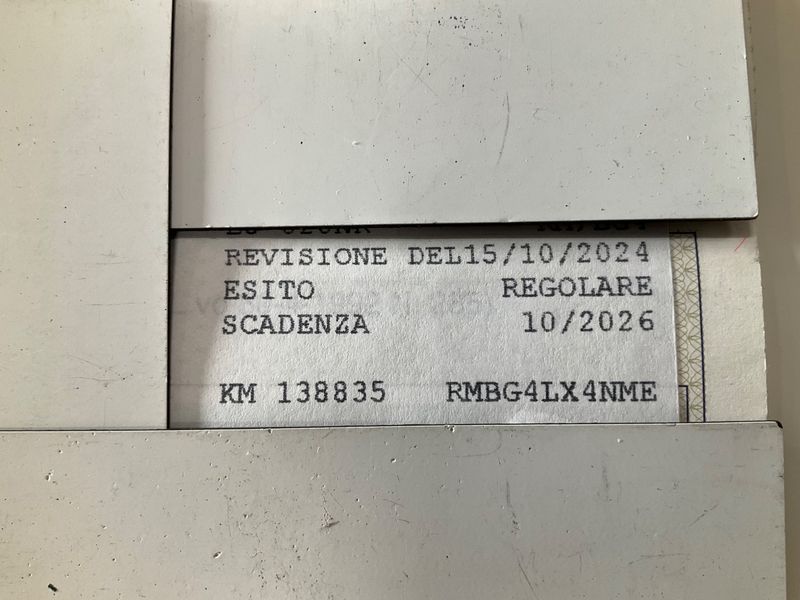 REVISIONE DEL15/10/2024
ESITO REGOLARE
SCADENZA 10/2026
KM 138835 RMBG4LX4NME